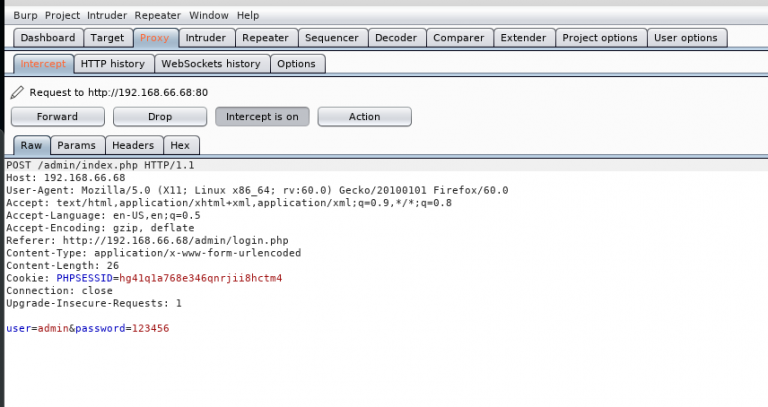 Burp Project Intruder Repeater Window Help
Dashboard Target Proxy Intruder Repeater Sequencer Decoder Comparer Extender Project options User options
Intercept HTTP history WebSockets history Options
Request to http://192.168.66.68:80
Forward Drop Intercept is on Action
Raw Params Headers Hex
POST /admin/index.php HTTP/1.1
Host: 192.168.66.68
User-Agent: Mozilla/5.0 (X11; Linux x86_64; rv:60.0) Gecko/20100101 Firefox/60.0
Accept: text/html,application/xhtml+xml,application/xml;q=0.9,*/*;q=0.8
Accept-Language: en-US,en;q=0.5
Accept-Encoding: gzip, deflate
Referer: http://192.168.66.68/admin/login.php
Content-Type: application/x-www-form-urlencoded
Content-Length: 26
Cookie: PHPSESSID=hg41q1a768e346qnrjii8hctm4
Connection: close
Upgrade-Insecure-Requests: 1
user=admin&password=123456